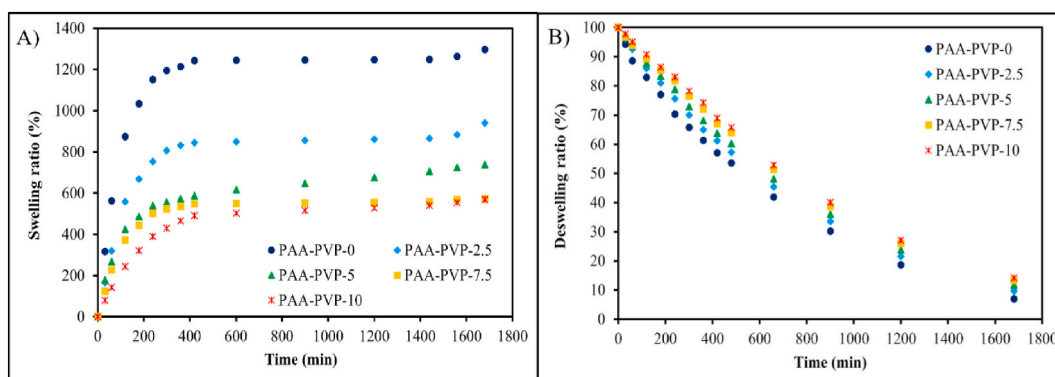 A)
Swelling ratio (%)
1400
1200
1000
800
600
400
200
0
PAA-PVP-0 PAA-PVP-2.5
PAA-PVP-5 PAA-PVP-7.5
PAA-PVP-10
0 200 400 600 800 1000 1200 1400 1600 1800
Time (min)
B)
Deswelling ratio (%)
100
90
80
70
60
50
40
30
20
10
0
PAA-PVP-0
PAA-PVP-2.5
PAA-PVP-5
PAA-PVP-7.5
PAA-PVP-10
0 200 400 600 800 1000 1200 1400 1600 1800
Time (min)